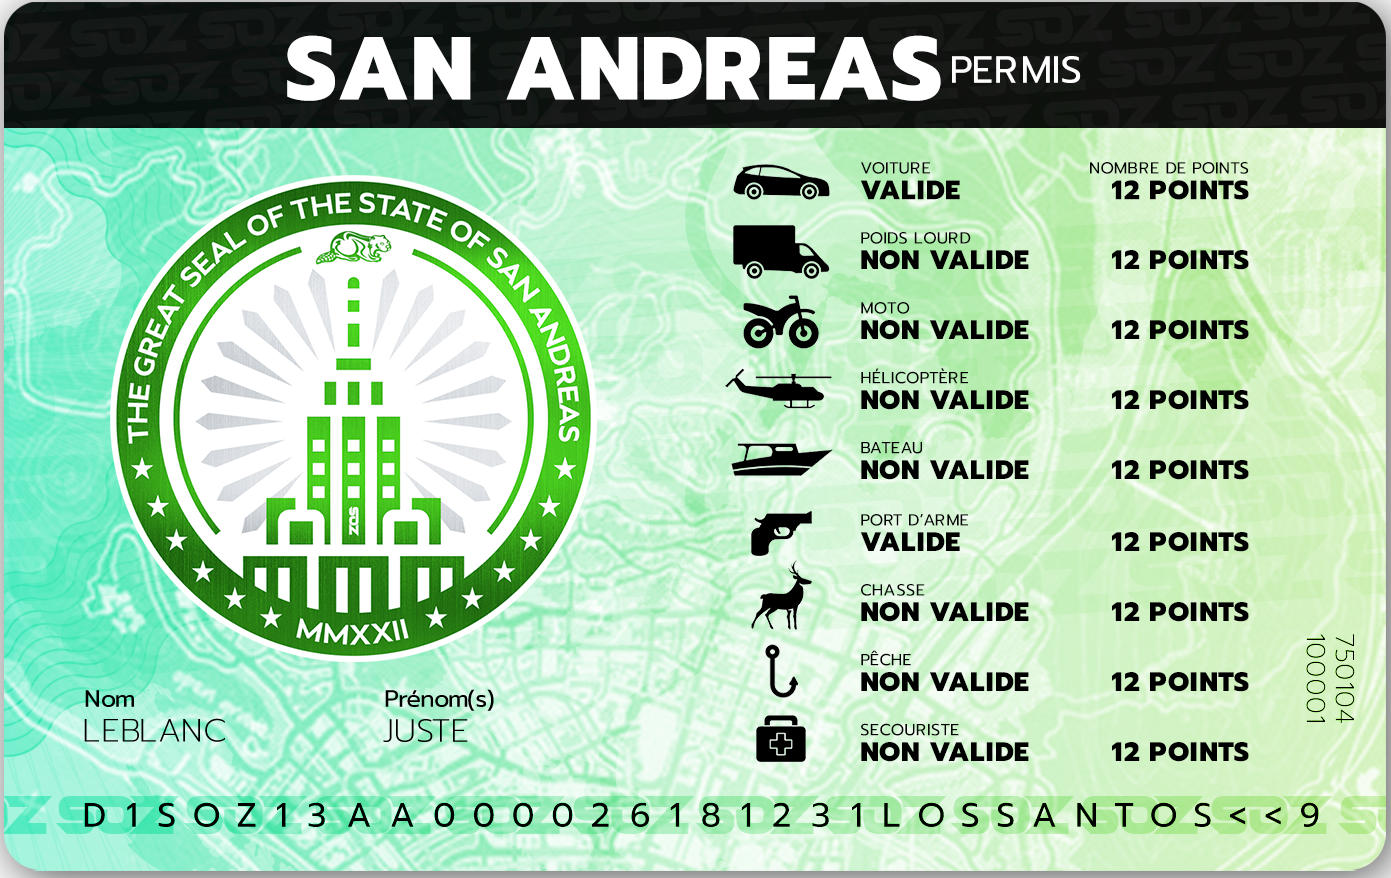 SAN ANDREAS PERMIS
THE GREAT SEAL OF THE STATE OF SAN ANDREAS
SOZ
MMXXII
Nom
LEBLANC
Prénom(s)
JUSTE
VOITURE
VALIDE
NOMBRE DE POINTS
12 POINTS
POIDS LOURD
NON VALIDE
12 POINTS
MOTO
NON VALIDE
12 POINTS
HÉLICOPTÈRE
NON VALIDE
12 POINTS
BATEAU
NON VALIDE
12 POINTS
PORT D'ARME
VALIDE
12 POINTS
CHASSE
NON VALIDE
12 POINTS
PÊCHE
NON VALIDE
12 POINTS
SECOURISTE
NON VALIDE
12 POINTS
750104
100001
D1SOZ13AA000026181231LOSSANTOS<<9